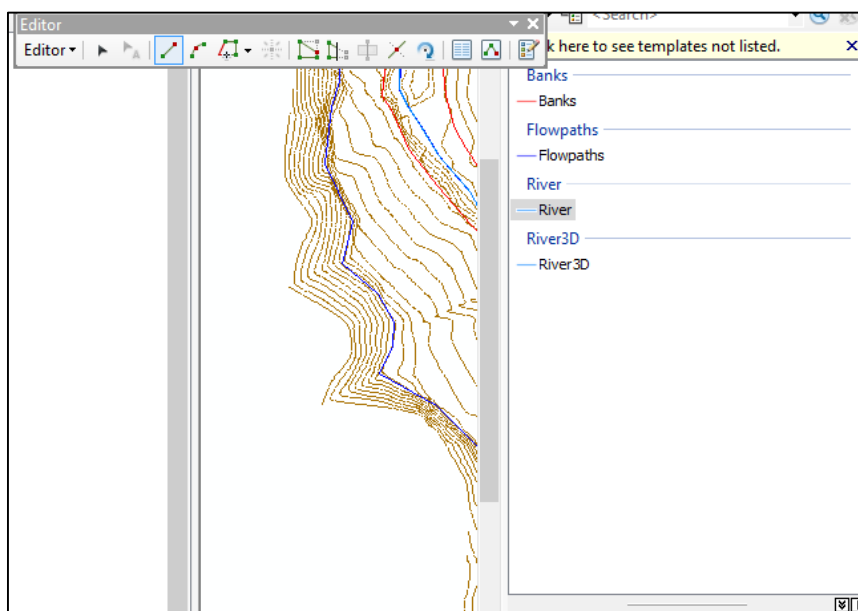 Editor
<Search>
Editor
here to see templates not listed.
Banks
Banks
Flowpaths
Flowpaths
River
River
River3D
River3D